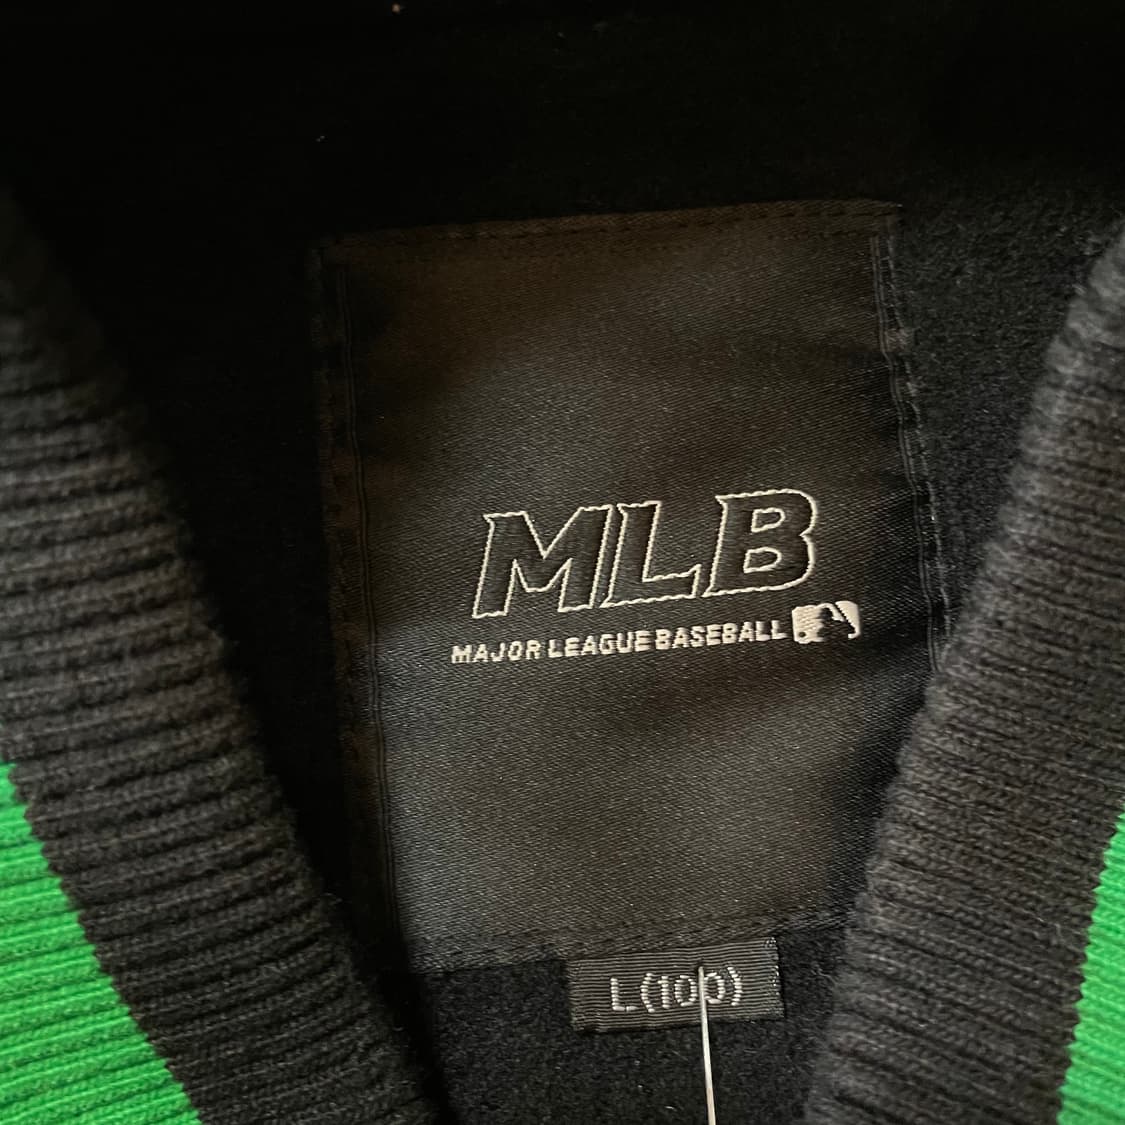 MLB
MAJOR LEAGUE BASEBALL
L(100)